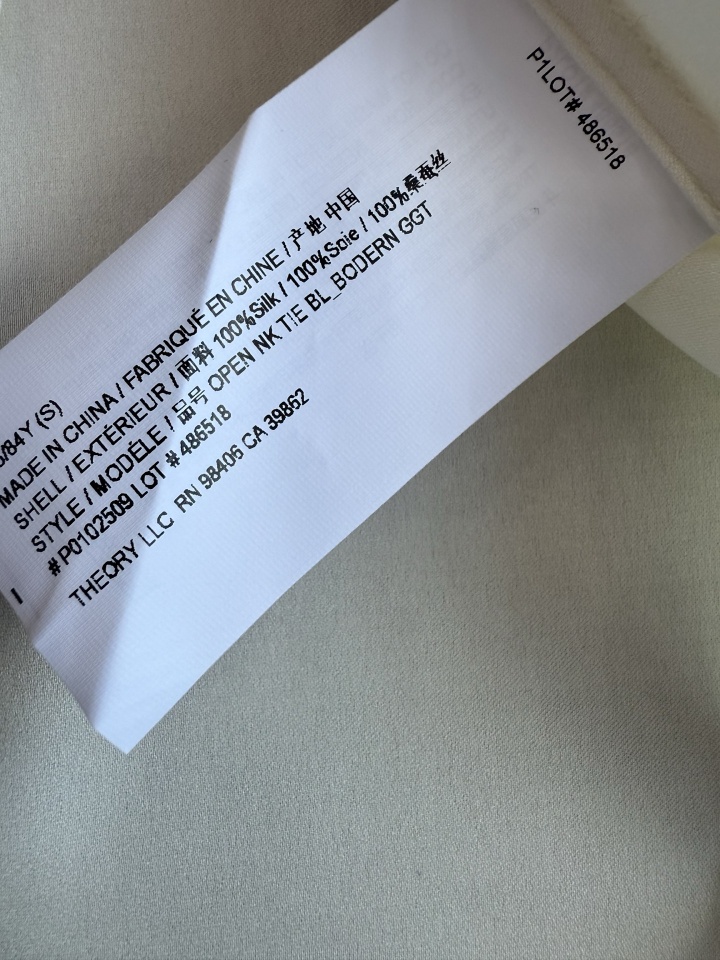 P1LOT# 486518
/84Y (S)
MADE IN CHINA / FABRIQUÉ EN CHINE / 产地 中国
SHELL / EXTÉRIEUR / 面料 100%Silk / 100%Soie / 100%桑蚕丝
STYLE / MODÈLE / 品号 OPEN NK TIE BL_BODERN GGT
# P0102509 LOT # 486518
THEORY LLC RN 98406 CA 39862